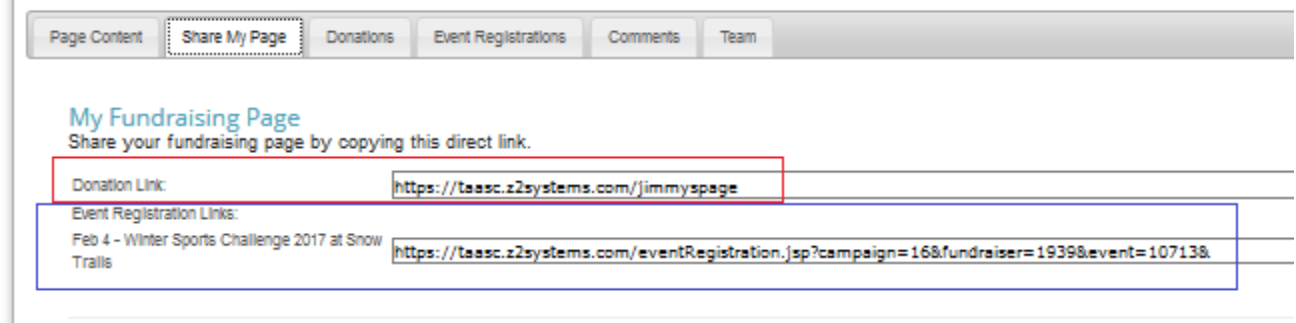 Page Content Share My Page Donations Event Registrations Comments Team
My Fundraising Page
Share your fundraising page by copying this direct link.
Donation Link: https://taasc.z2systems.com/jimmyspage
Event Registration Links:
Feb 4 - Winter Sports Challenge 2017 at Snow
Trails
https://taasc.z2systems.com/eventRegistration.jsp?campaign=16&fundraiser=1939&event=10713&